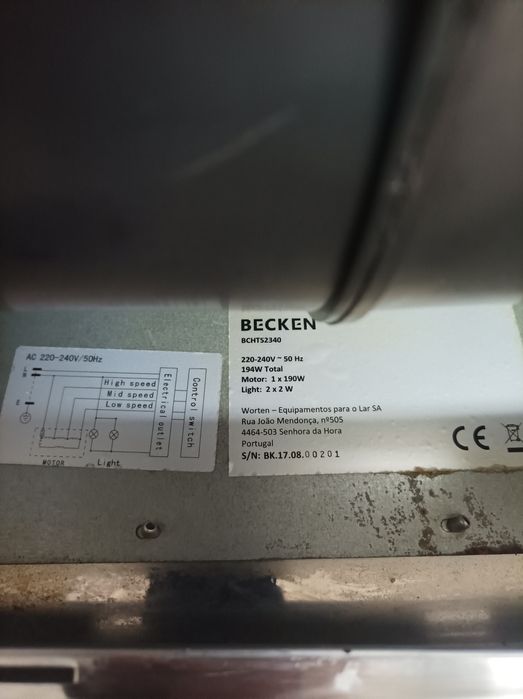 AC 220-240V/50Hz
L
N
E
High speed
Mid speed
Low speed
Electrical outlet
Control switch
MOTOR
Light
BECKEN
BCHTS2340
220-240V ~ 50 Hz
194W Total
Motor: 1 x 190W
Light: 2 x 2 W
Worten – Equipamentos para o Lar SA
Rua João Mendonça, nº505
4464-503 Senhora da Hora
Portugal
S/N: BK.17.08.00201
CE